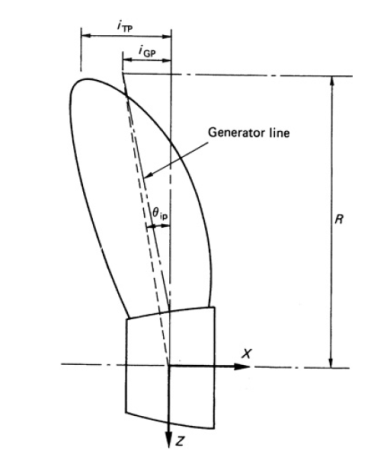 i_TP
i_GP
Generator line
θ_ip
R
X
Z